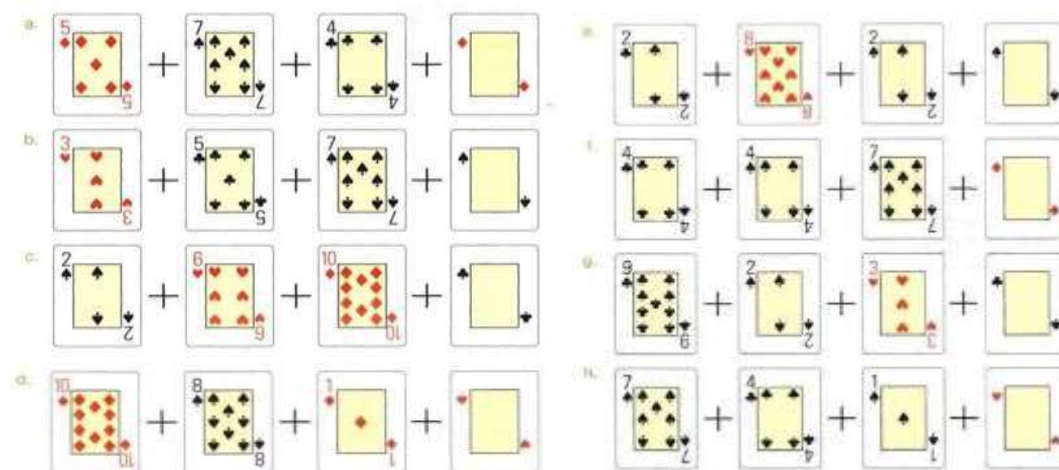 a. 5 5 + 7 7 + 4 4 +
b. 3 3 + 5 5 + 7 7 +
c. 2 2 + 6 6 + 10 10 +
d. 10 10 + 8 8 + 1 1 +
e. 2 2 + 8 8 + 2 2 +
f. 4 4 + 4 4 + 7 7 +
g. 9 9 + 2 2 + 3 3 +
h. 7 7 + 4 4 + 1 1 +